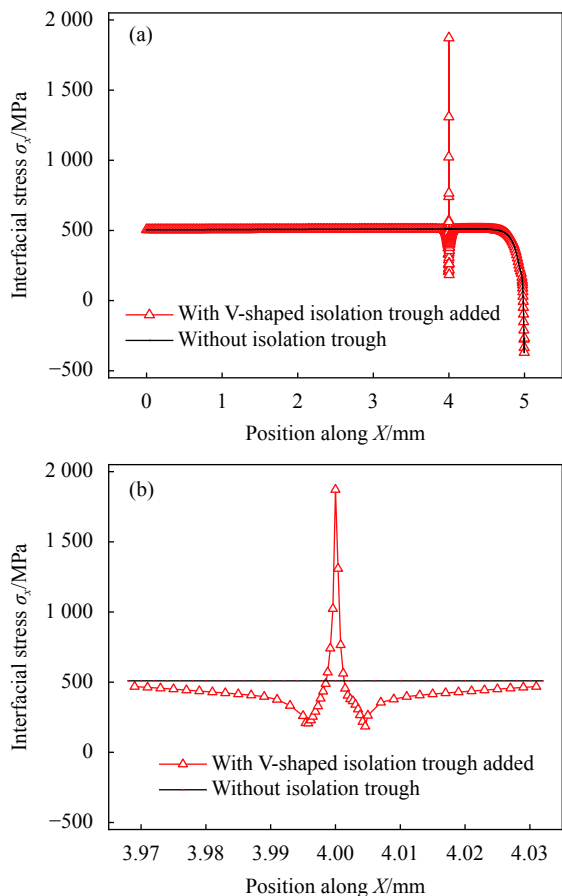 2 000
(a)
1 500
1 000
500
0
−500
Interfacial stress σx/MPa
With V-shaped isolation trough added
Without isolation trough
0 1 2 3 4 5
Position along X/mm
2 000
(b)
1 500
1 000
500
0
−500
Interfacial stress σx/MPa
With V-shaped isolation trough added
Without isolation trough
3.97 3.98 3.99 4.00 4.01 4.02 4.03
Position along X/mm